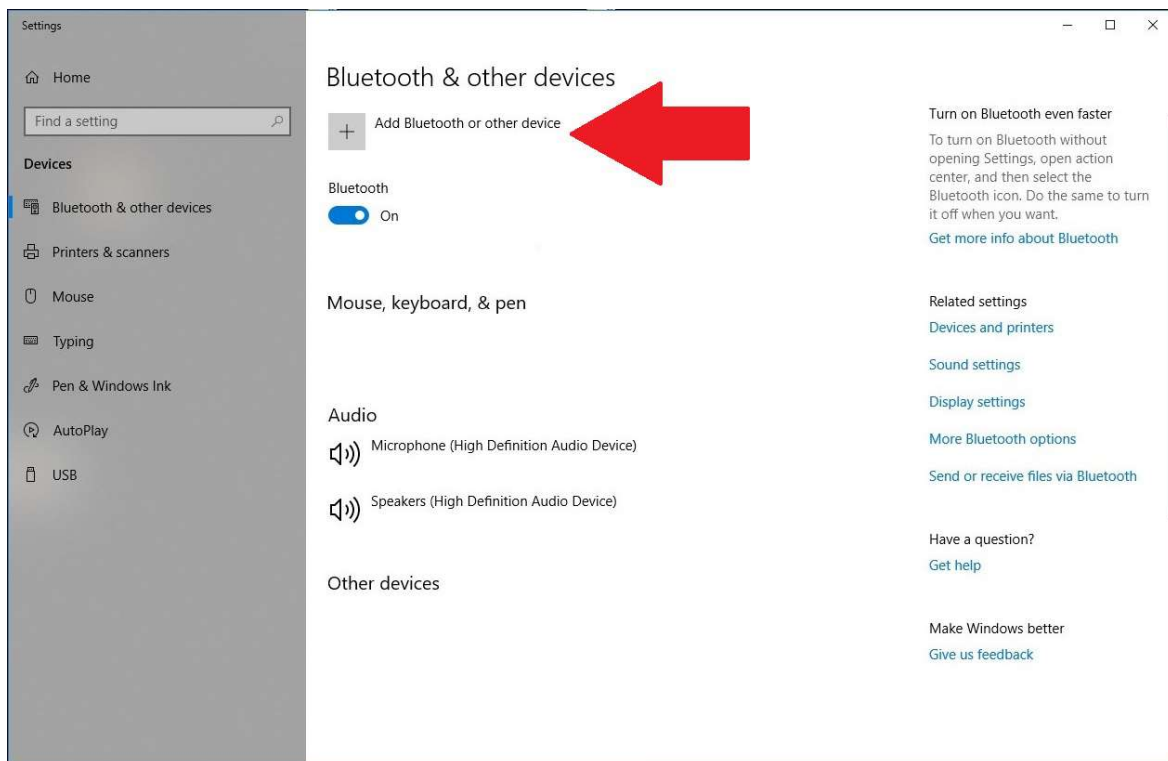 Settings
Home
Find a setting
Devices
Bluetooth & other devices
Printers & scanners
Mouse
Typing
Pen & Windows Ink
AutoPlay
USB
Bluetooth & other devices
Add Bluetooth or other device
Bluetooth
On
Mouse, keyboard, & pen
Audio
Microphone (High Definition Audio Device)
Speakers (High Definition Audio Device)
Other devices
Turn on Bluetooth even faster
To turn on Bluetooth without
opening Settings, open action
center, and then select the
Bluetooth icon. Do the same to turn
it off when you want.
Get more info about Bluetooth
Related settings
Devices and printers
Sound settings
Display settings
More Bluetooth options
Send or receive files via Bluetooth
Have a question?
Get help
Make Windows better
Give us feedback